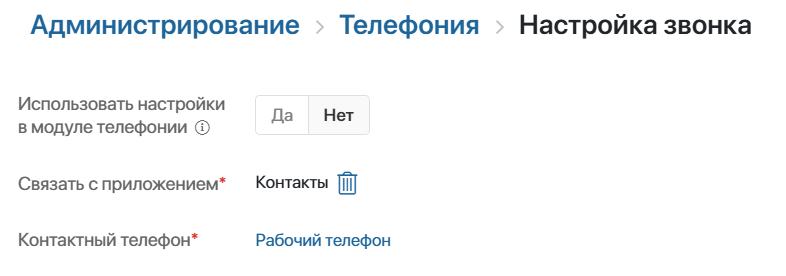 Администрирование > Телефония > Настройка звонка
Использовать настройки
в модуле телефонии
Да Нет
Связать с приложением* Контакты
Контактный телефон* Рабочий телефон